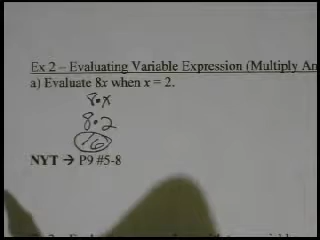 Ex 2 – Evaluating Variable Expression (Multiply An
a) Evaluate 8x when x = 2.
8•x
8•2
16
NYT → P9 #5-8